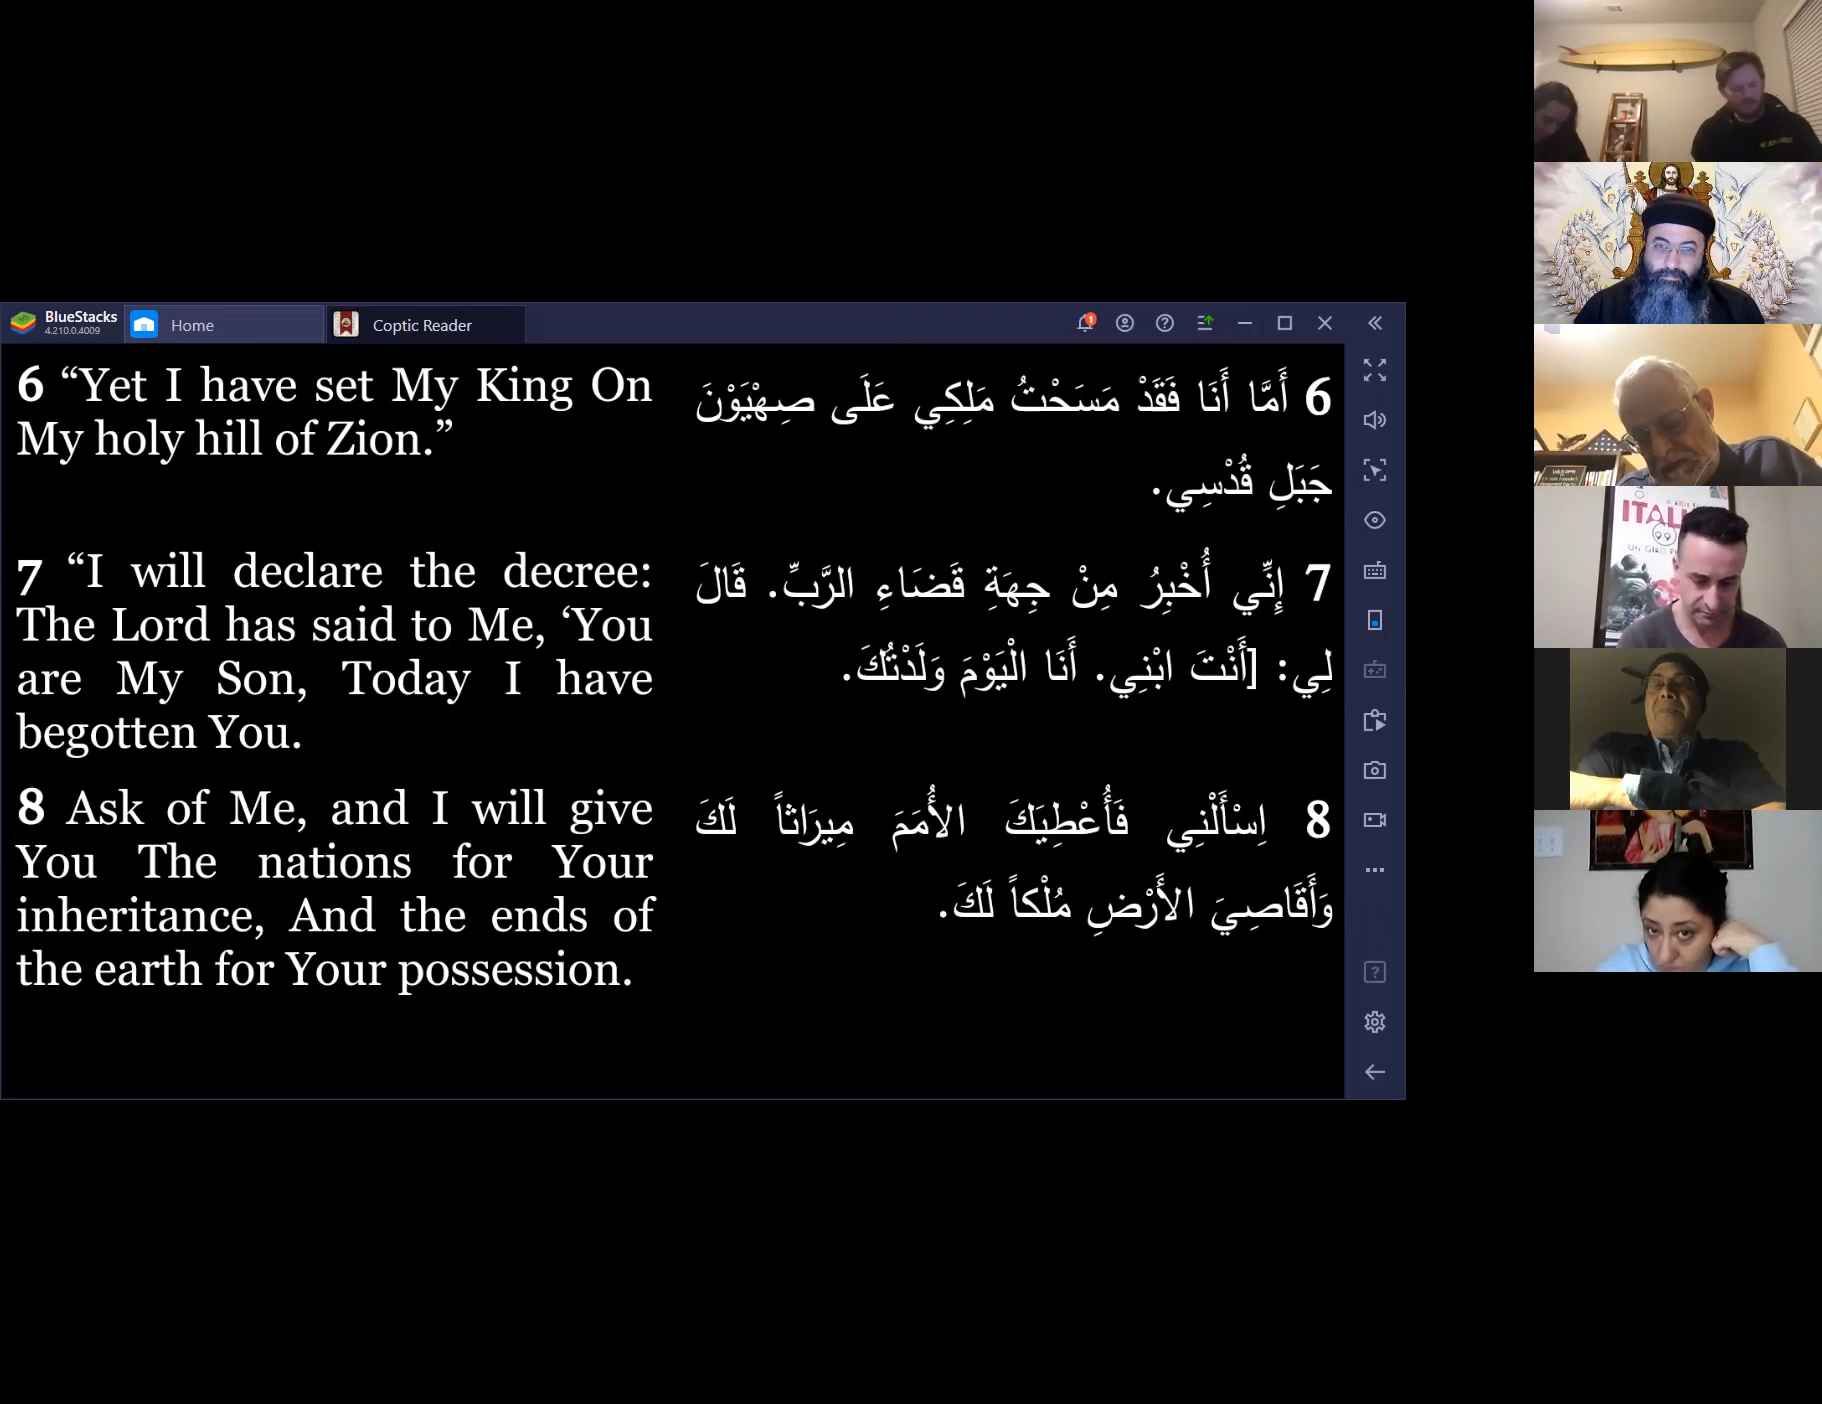 BlueStacks
4.210.0.4009
Home
Coptic Reader
1
6 “Yet I have set My King On
My holy hill of Zion.”
7 “I will declare the decree:
The Lord has said to Me, ‘You
are My Son, Today I have
begotten You.
8 Ask of Me, and I will give
You The nations for Your
inheritance, And the ends of
the earth for Your possession.
6 أَمَّا أَنَا فَقَدْ مَسَحْتُ مَلِكِي عَلَى صِهْيَوْنَ
جَبَلِ قُدْسِي.
7 إِنِّي أُخْبِرُ مِنْ جِهَةِ قَضَاءِ الرَّبِّ. قَالَ
لِي: [أَنْتَ ابْنِي. أَنَا الْيَوْمَ وَلَدْتُكَ.
8 اِسْأَلْنِي فَأُعْطِيَكَ الأُمَمَ مِيرَاثاً لَكَ
وَأَقَاصِيَ الأَرْضِ مُلْكاً لَكَ.